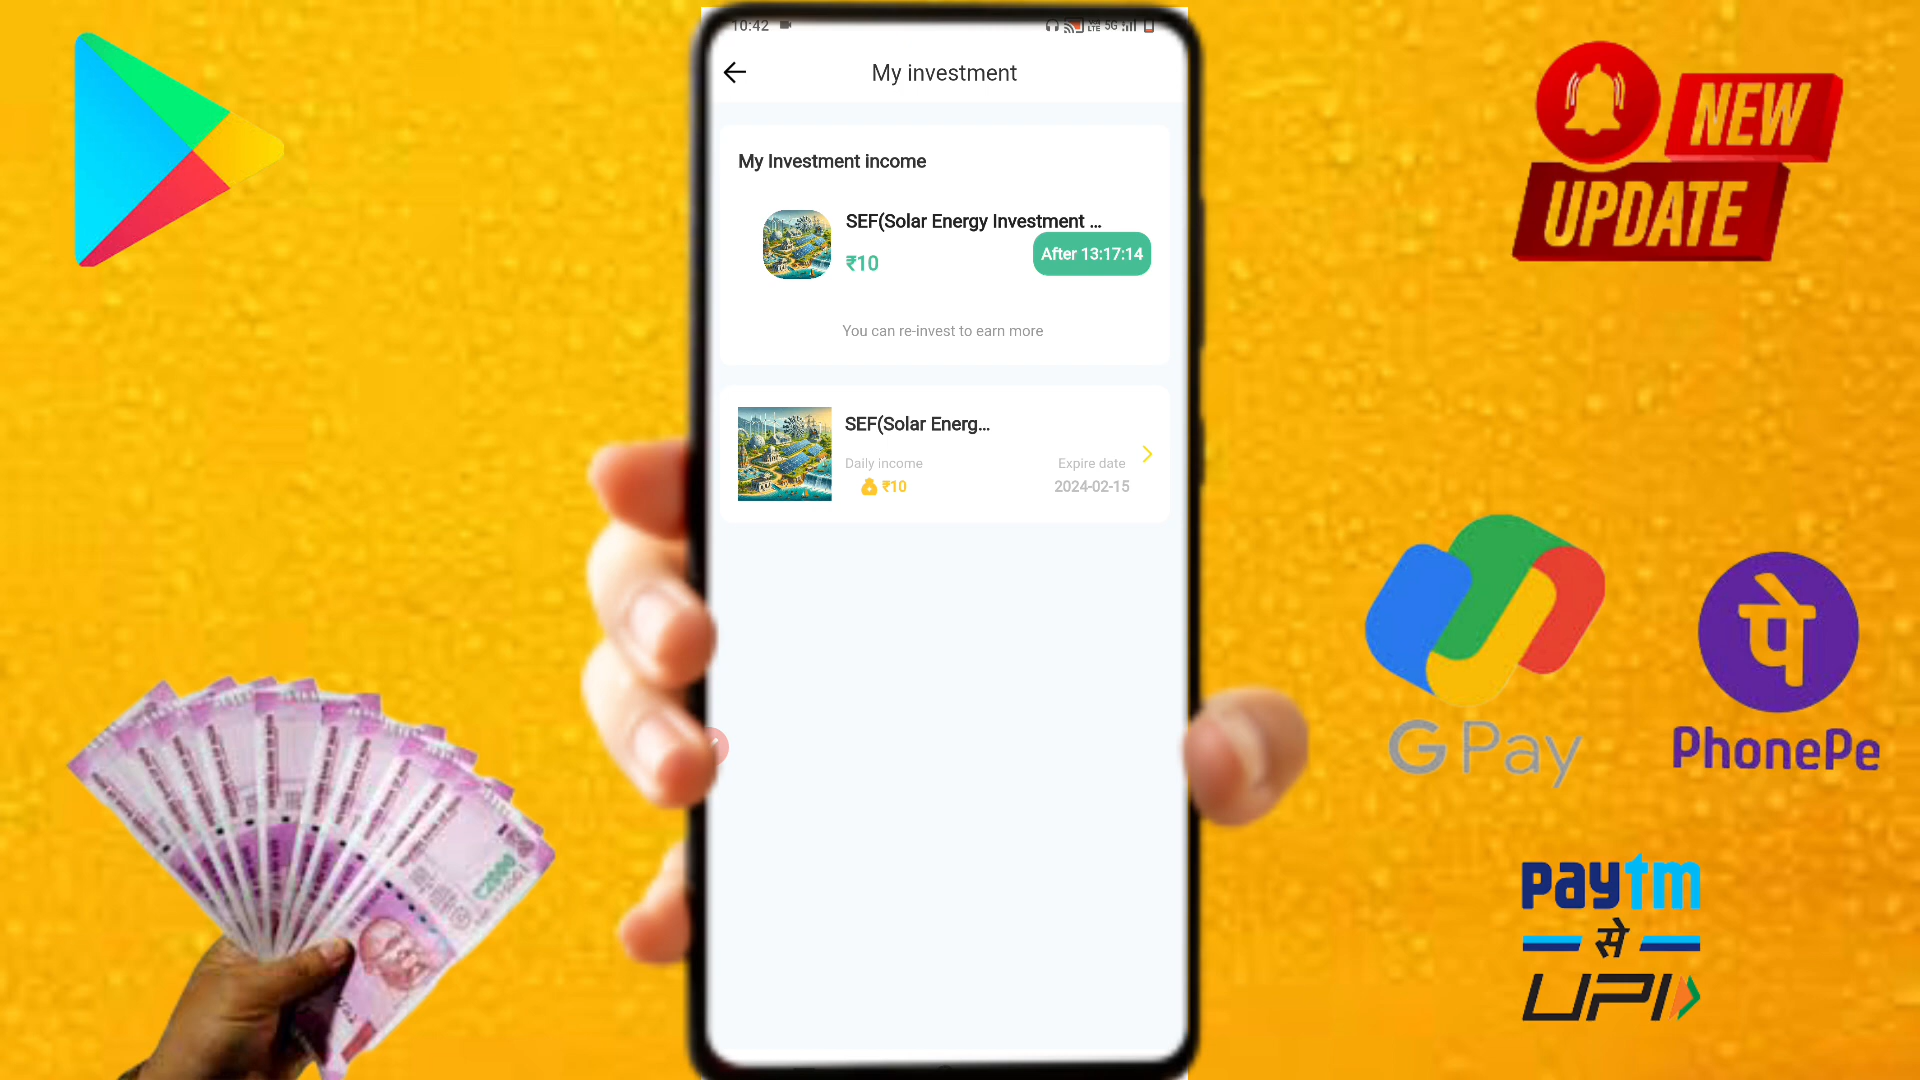 10:42
LTE 5G
My investment
My Investment income
SEF(Solar Energy Investment ...
₹10
After 13:17:14
You can re-invest to earn more
SEF(Solar Energ...
Daily income
Expire date
₹10
2024-02-15
NEW
UPDATE
G Pay
पे
PhonePe
paytm
से
UPI